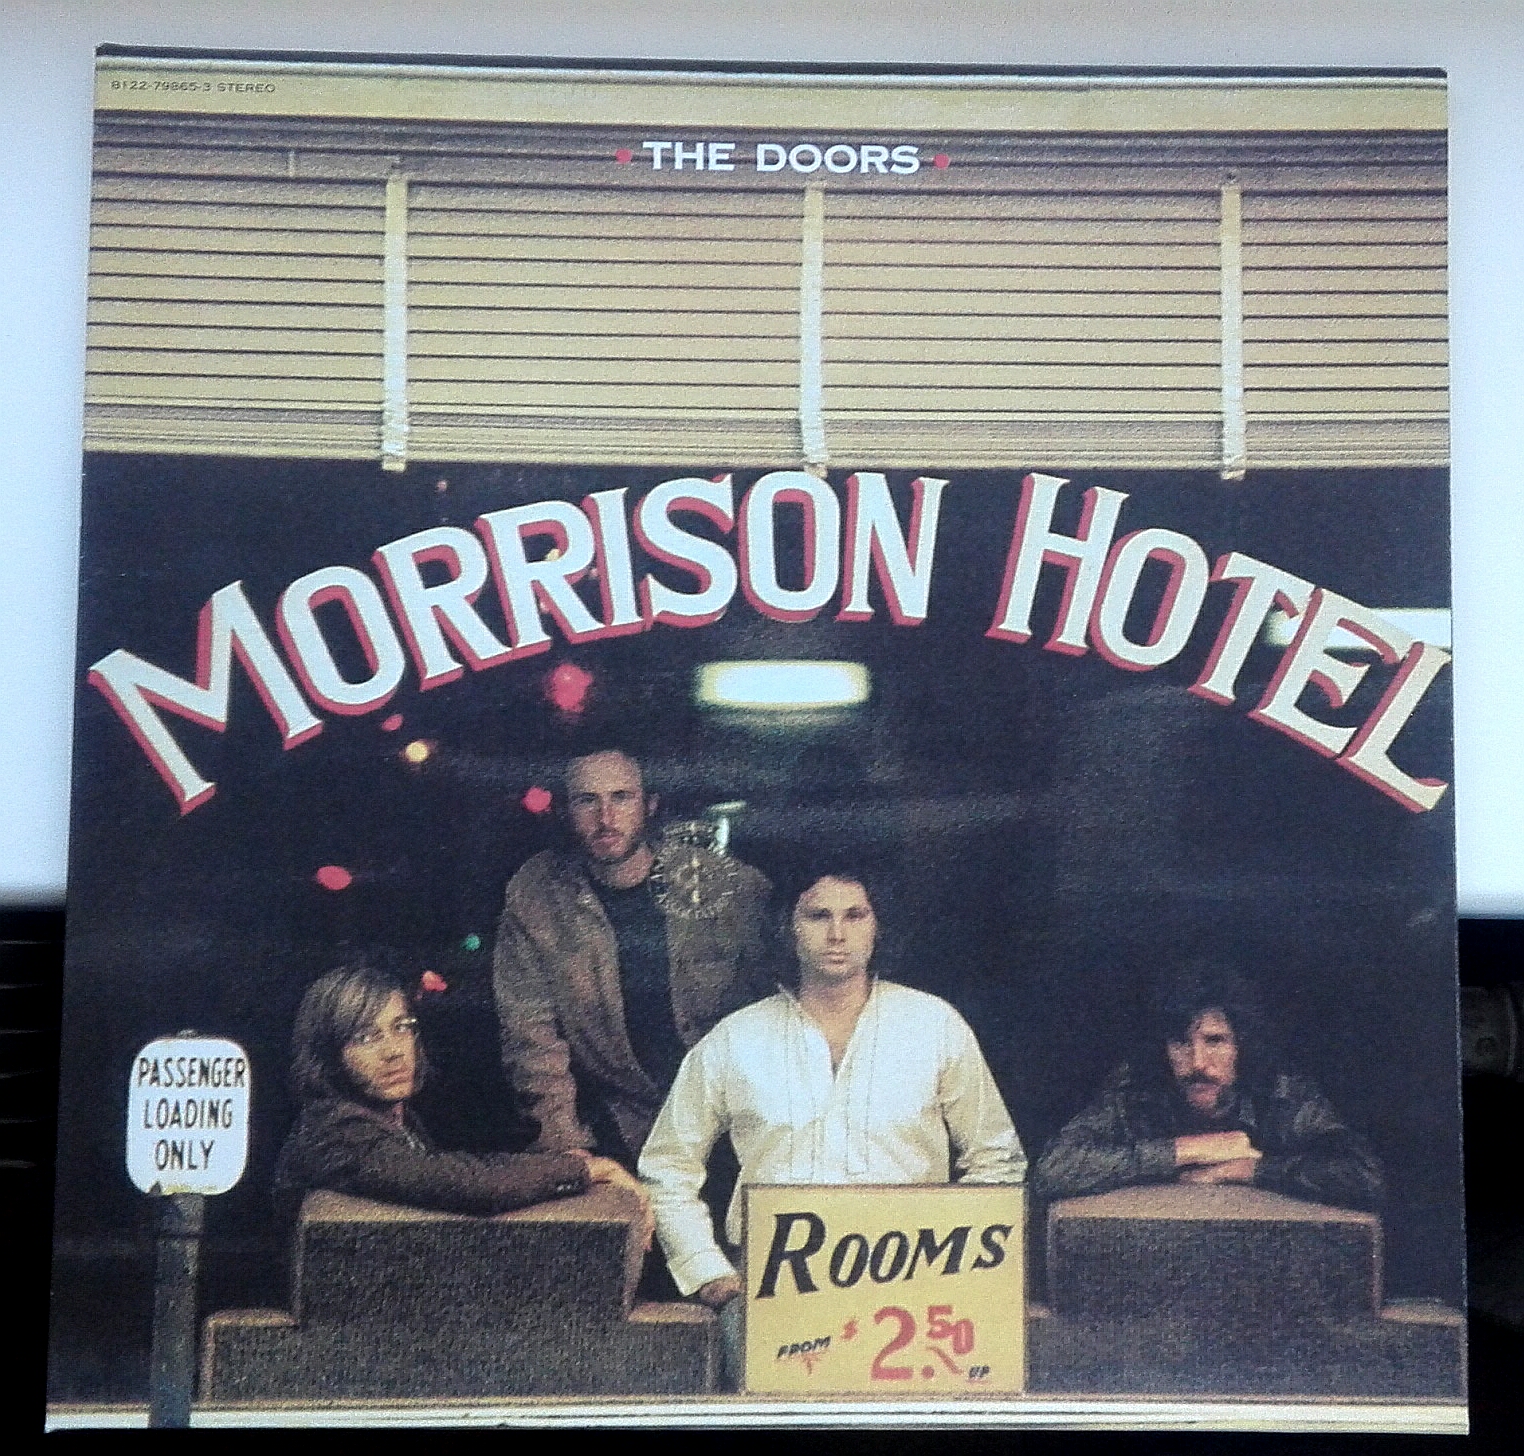 8122-79865-3 STEREO
THE DOORS
MORRISON HOTEL
PASSENGER
LOADING
ONLY
ROOMS
FROM $2.50 UP